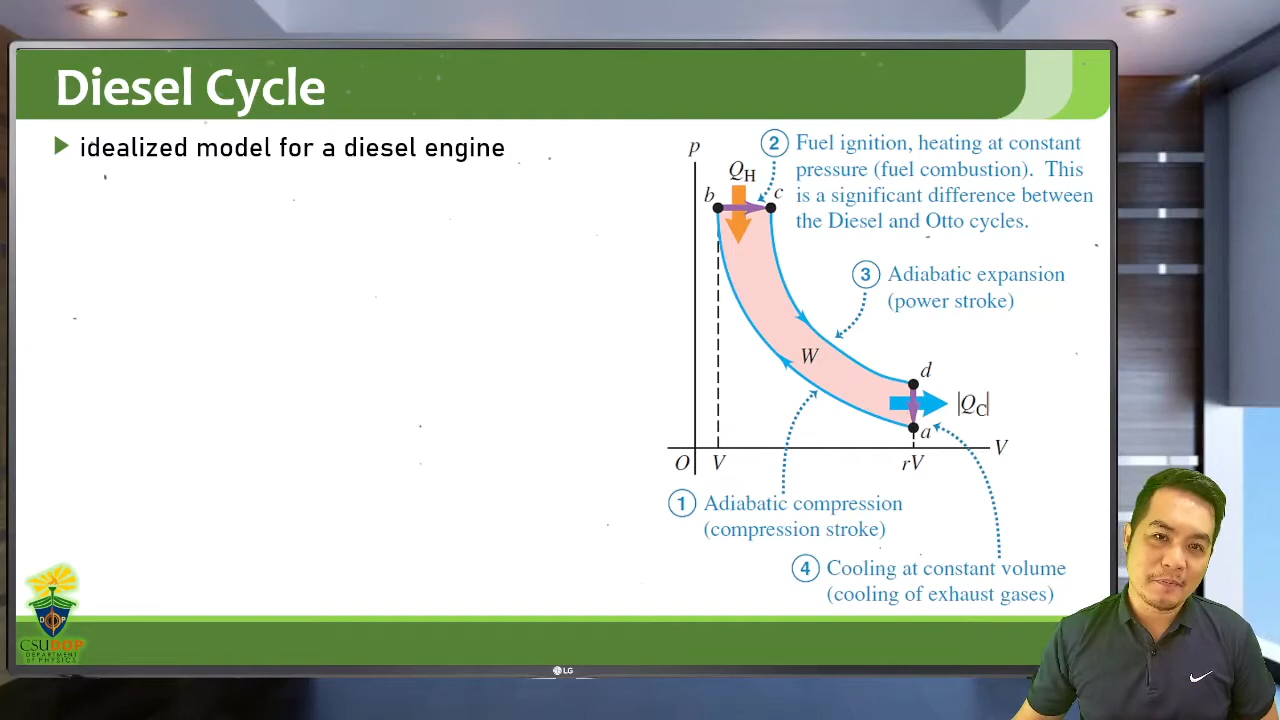 Diesel Cycle
idealized model for a diesel engine
p
2
Fuel ignition, heating at constant
pressure (fuel combustion). This
is a significant difference between
the Diesel and Otto cycles.
Q_H
b
c
3
Adiabatic expansion
(power stroke)
W
d
|Q_C|
a
O
V
rV
V
1
Adiabatic compression
(compression stroke)
4
Cooling at constant volume
(cooling of exhaust gases)
D P
CSUDOP
DEPARTMENT
OF PHYSICS
LG